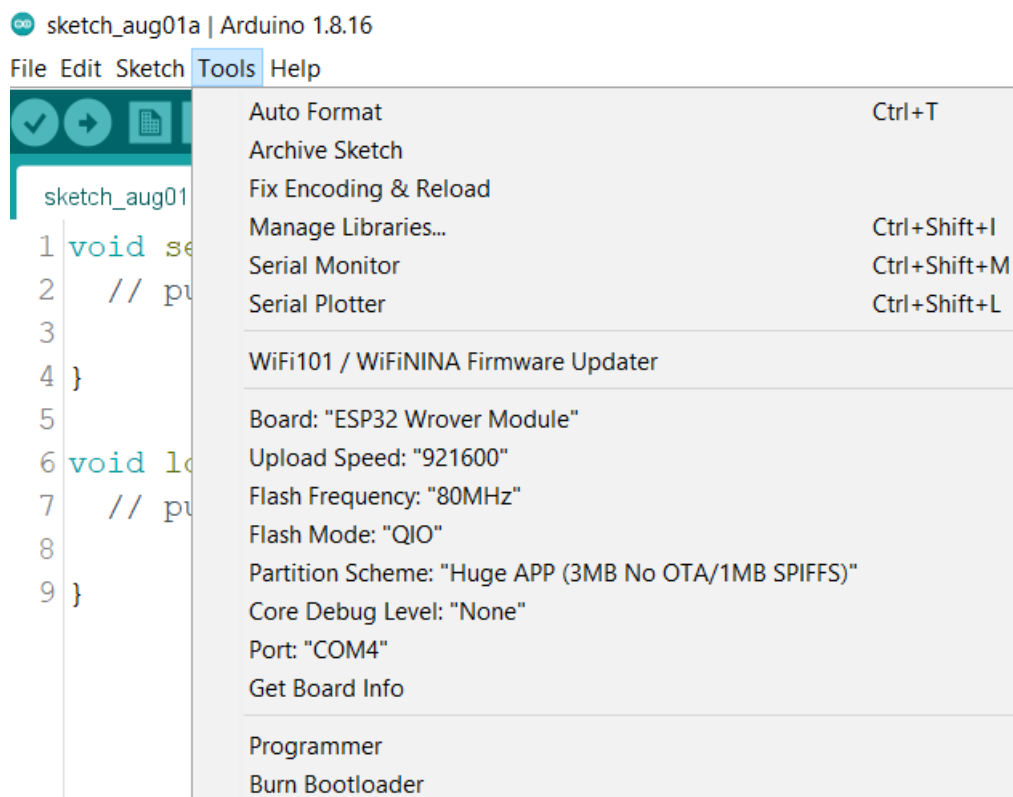 sketch_aug01a | Arduino 1.8.16
File Edit Sketch Tools Help
Auto Format Ctrl+T
Archive Sketch
Fix Encoding & Reload
Manage Libraries... Ctrl+Shift+I
Serial Monitor Ctrl+Shift+M
Serial Plotter Ctrl+Shift+L
WiFi101 / WiFiNINA Firmware Updater
Board: "ESP32 Wrover Module"
Upload Speed: "921600"
Flash Frequency: "80MHz"
Flash Mode: "QIO"
Partition Scheme: "Huge APP (3MB No OTA/1MB SPIFFS)"
Core Debug Level: "None"
Port: "COM4"
Get Board Info
Programmer
Burn Bootloader
sketch_aug01
1 void se
2 // pu
3
4 }
5
6 void lo
7 // pu
8
9 }